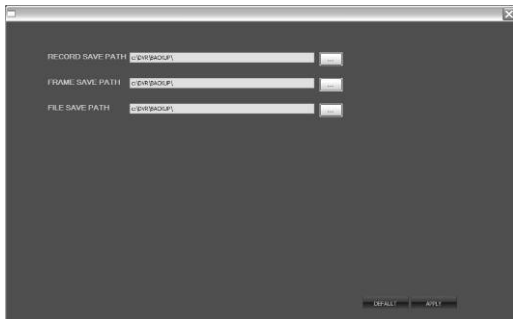 RECORD SAVE PATH c:\DVR\BACKUP\ ...
FRAME SAVE PATH c:\DVR\BACKUP\ ...
FILE SAVE PATH c:\DVR\BACKUP\ ...
DEFAULT APPLY